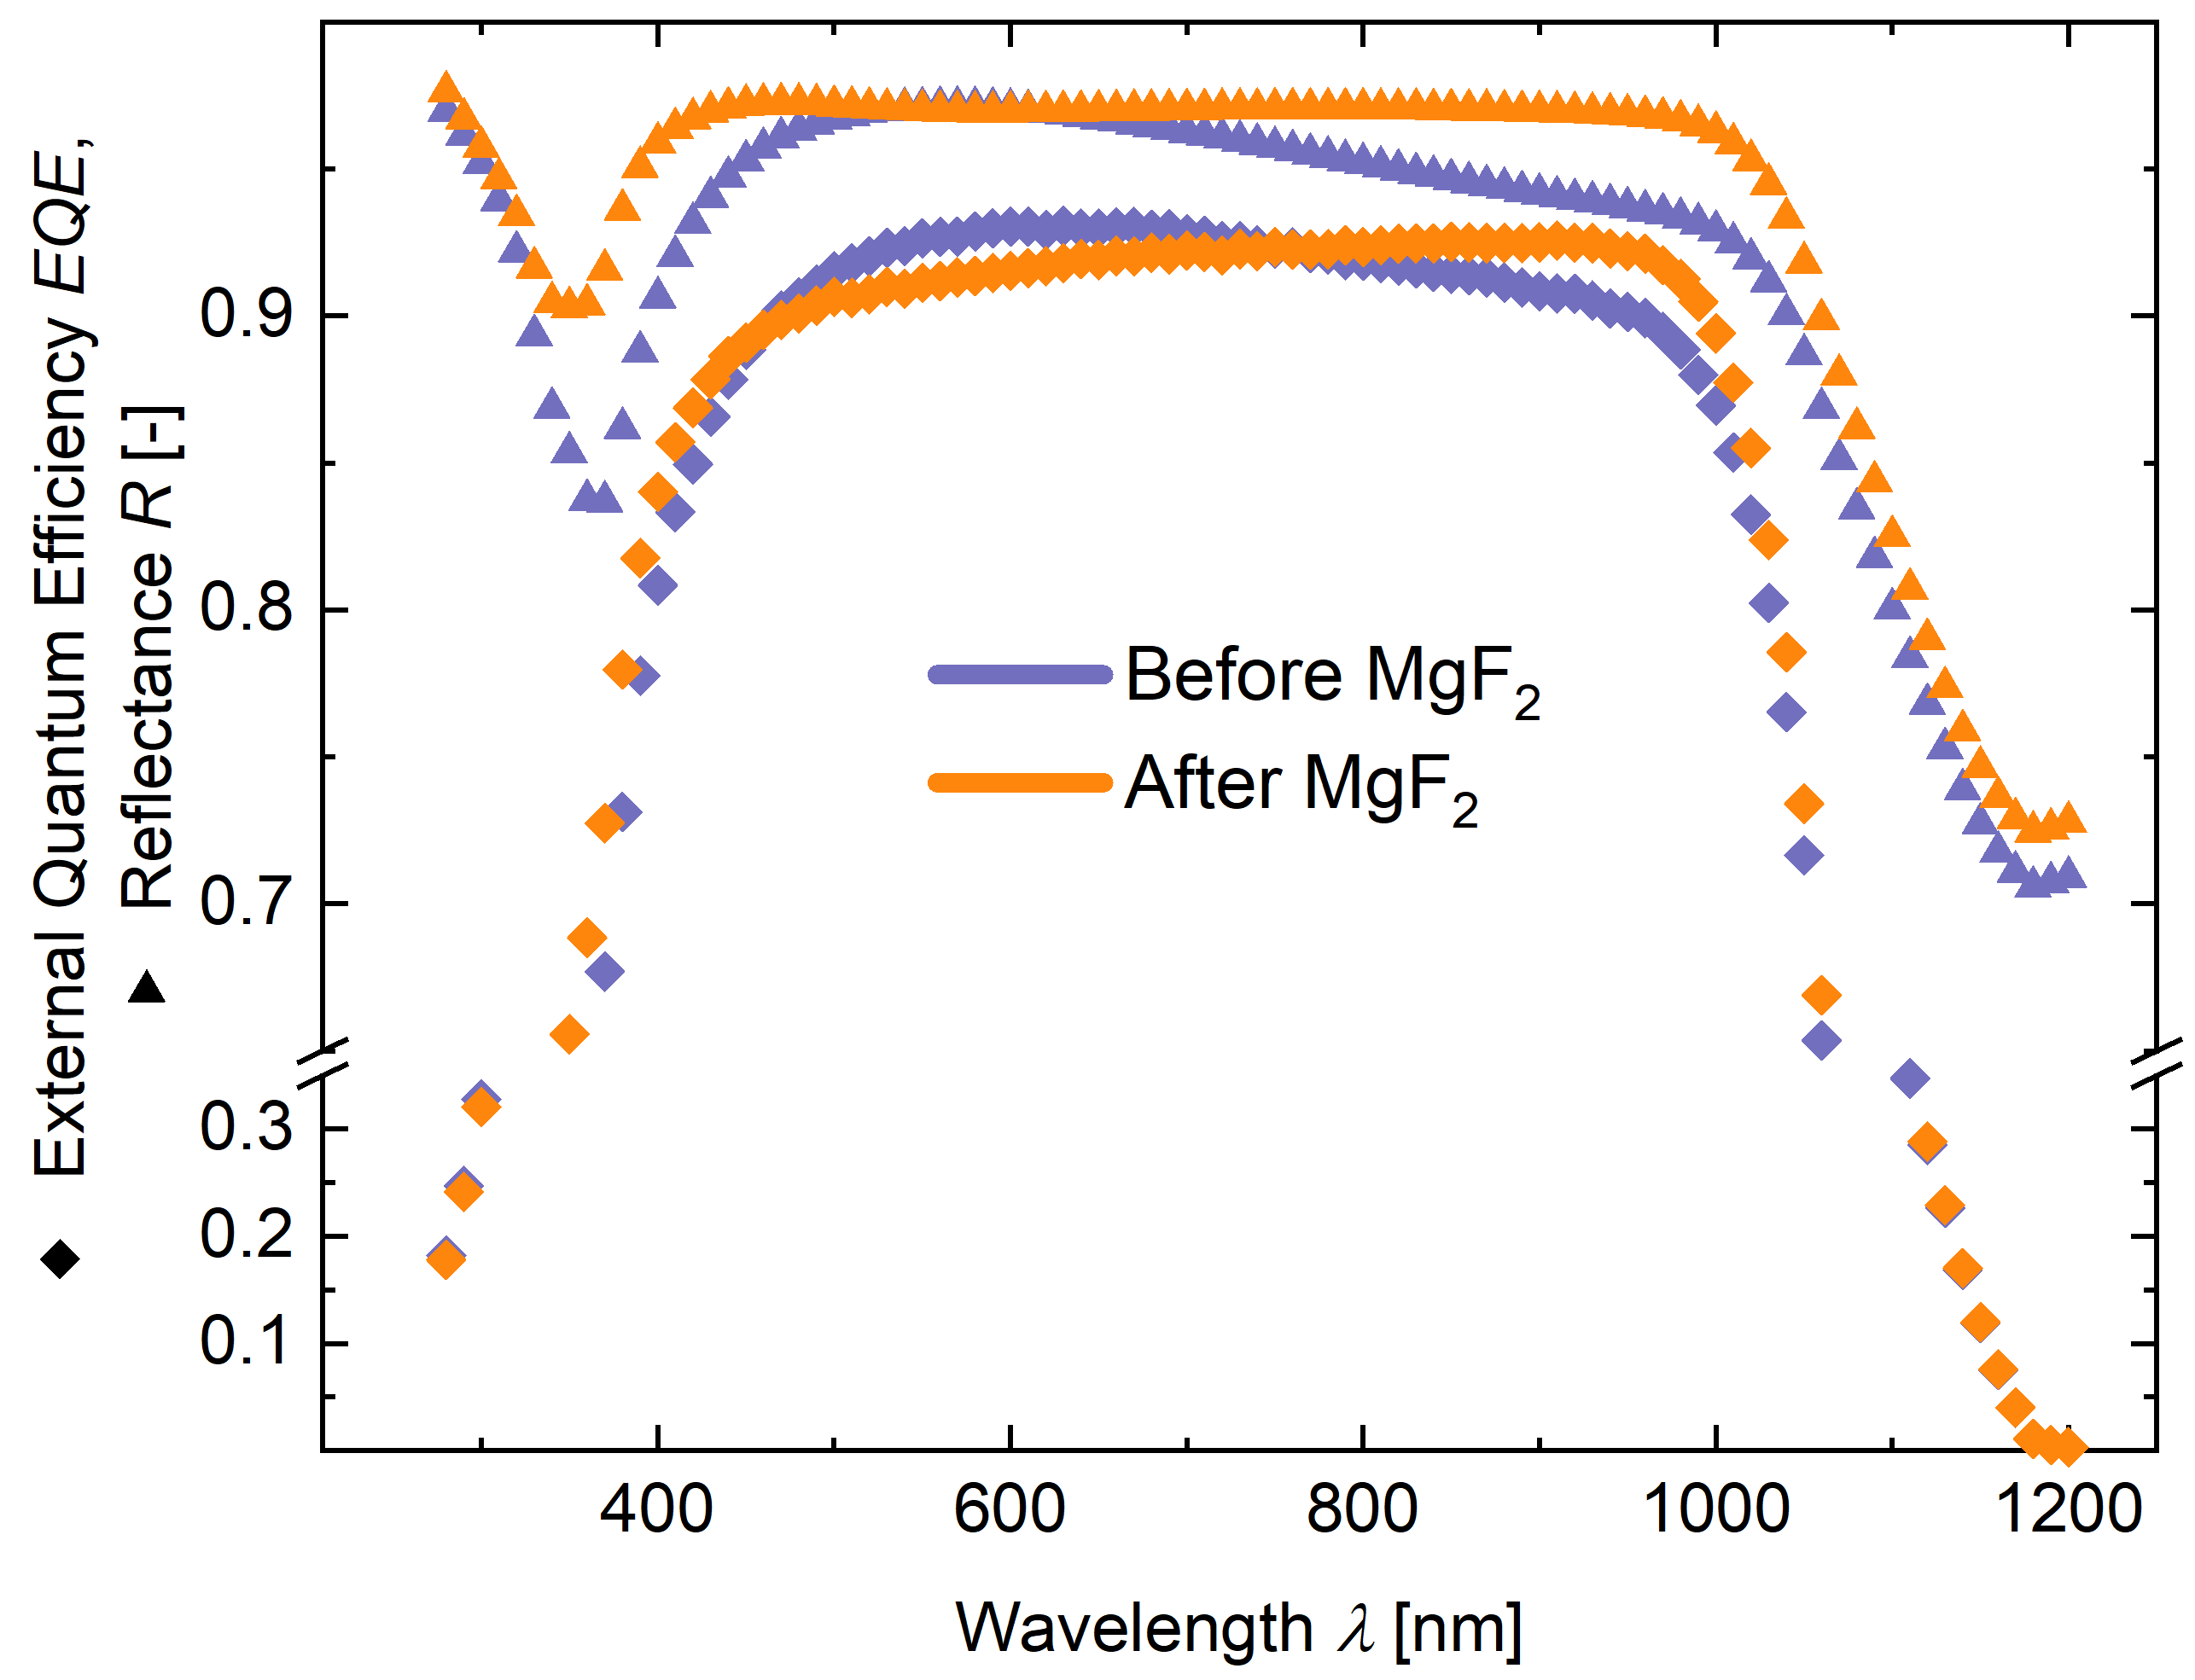 ◆ External Quantum Efficiency EQE,
▲ Reflectance R [-]
0.9
0.8
0.7
0.3
0.2
0.1
Before MgF₂
After MgF₂
400 600 800 1000 1200
Wavelength λ [nm]